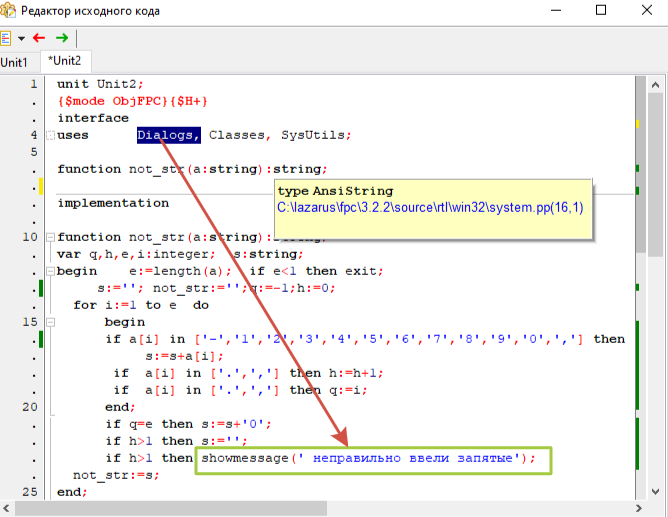 Редактор исходного кода
Unit1
*Unit2
1 unit Unit2;
. {$mode ObjFPC}{$H+}
. interface
4 uses Dialogs, Classes, SysUtils;
5
. function not_str(a:string):string;
.
type AnsiString
C:\lazarus\fpc\3.2.2\source\rtl\win32\system.pp(16,1)
. implementation
.
10 function not_str(a:string):string;
. var q,h,e,i:integer; s:string;
. begin e:=length(a); if e<1 then exit;
. s:=''; not_str:='';q:=-1;h:=0;
. for i:=1 to e do
15 begin
. if a[i] in ['-','1','2','3','4','5','6','7','8','9','0',','] then
. s:=s+a[i];
. if a[i] in ['.',','] then h:=h+1;
. if a[i] in ['.',','] then q:=i;
20 end;
. if q=e then s:=s+'0';
. if h>1 then s:='';
. if h>1 then showmessage(' неправильно ввели запятые');
. not_str:=s;
25 end;